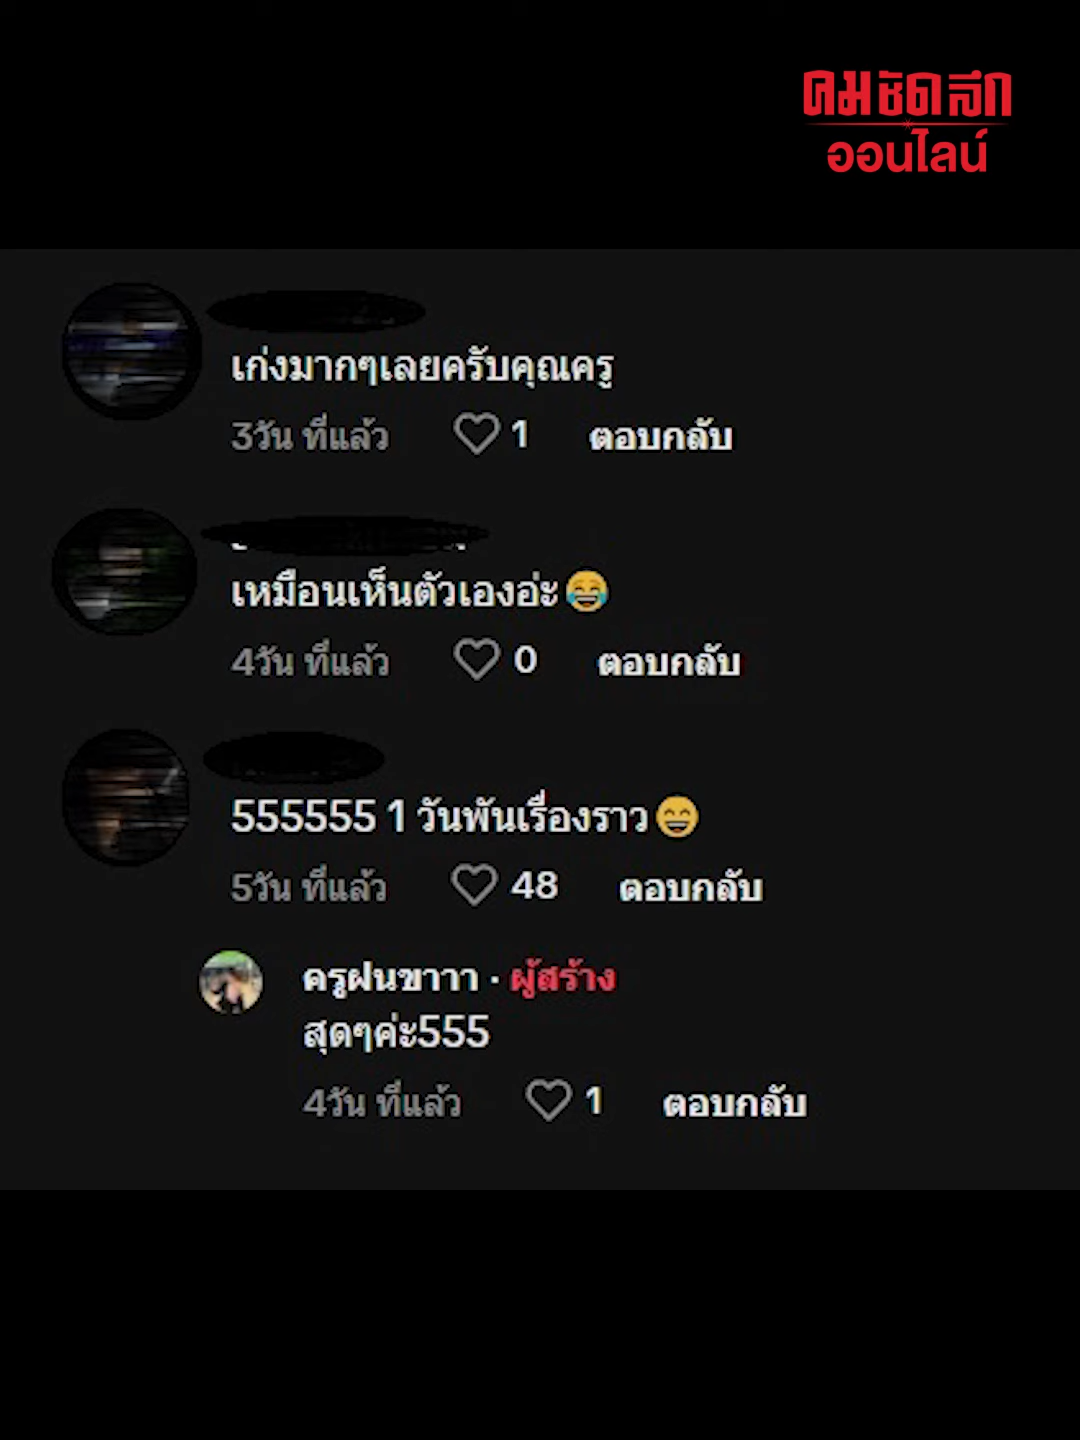 คมชัดลึก
ออนไลน์
เก่งมากๆเลยครับคุณครู
3วัน ที่แล้ว 1 ตอบกลับ
เหมือนเห็นตัวเองอ่ะ😂
4วัน ที่แล้ว 0 ตอบกลับ
555555 1 วันพันเรื่องราว😄
5วัน ที่แล้ว 48 ตอบกลับ
ครูฝนขาาา · ผู้สร้าง
สุดๆค่ะ555
4วัน ที่แล้ว 1 ตอบกลับ